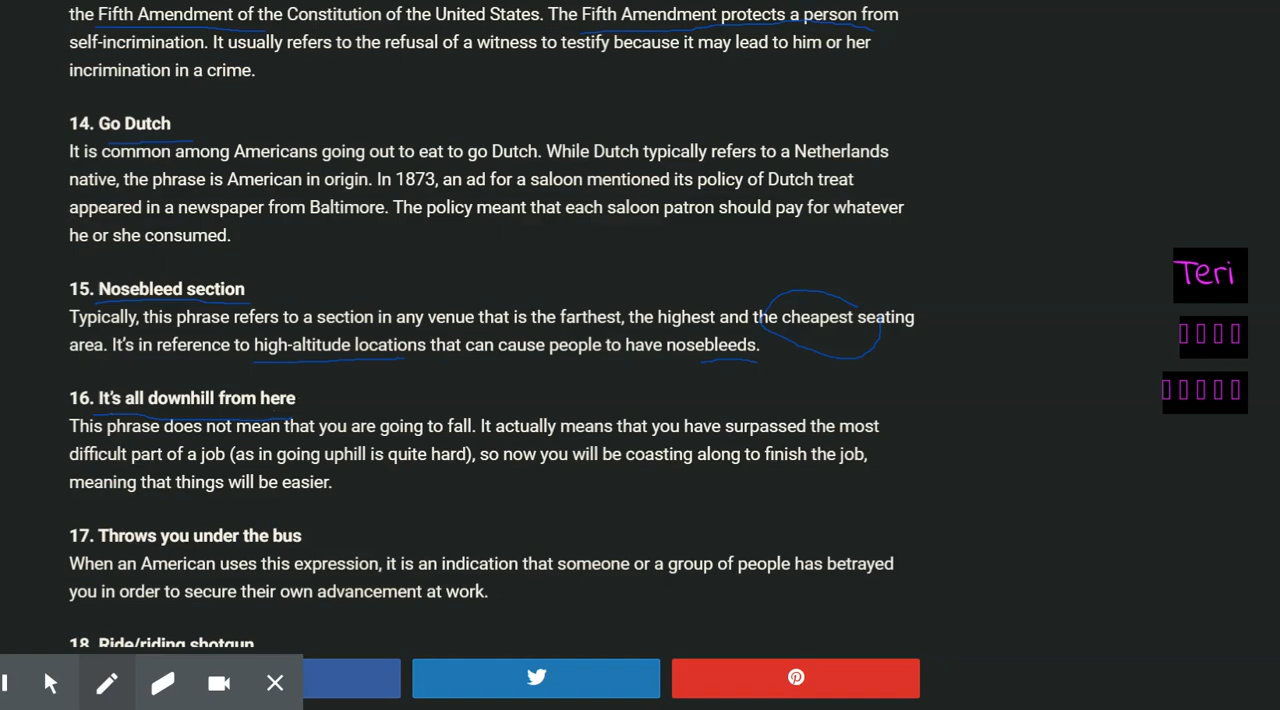 the Fifth Amendment of the Constitution of the United States. The Fifth Amendment protects a person from
self-incrimination. It usually refers to the refusal of a witness to testify because it may lead to him or her
incrimination in a crime.
14. Go Dutch
It is common among Americans going out to eat to go Dutch. While Dutch typically refers to a Netherlands
native, the phrase is American in origin. In 1873, an ad for a saloon mentioned its policy of Dutch treat
appeared in a newspaper from Baltimore. The policy meant that each saloon patron should pay for whatever
he or she consumed.
15. Nosebleed section
Typically, this phrase refers to a section in any venue that is the farthest, the highest and the cheapest seating
area. It’s in reference to high-altitude locations that can cause people to have nosebleeds.
16. It’s all downhill from here
This phrase does not mean that you are going to fall. It actually means that you have surpassed the most
difficult part of a job (as in going uphill is quite hard), so now you will be coasting along to finish the job,
meaning that things will be easier.
17. Throws you under the bus
When an American uses this expression, it is an indication that someone or a group of people has betrayed
you in order to secure their own advancement at work.
18. Ride/riding shotgun
Teri